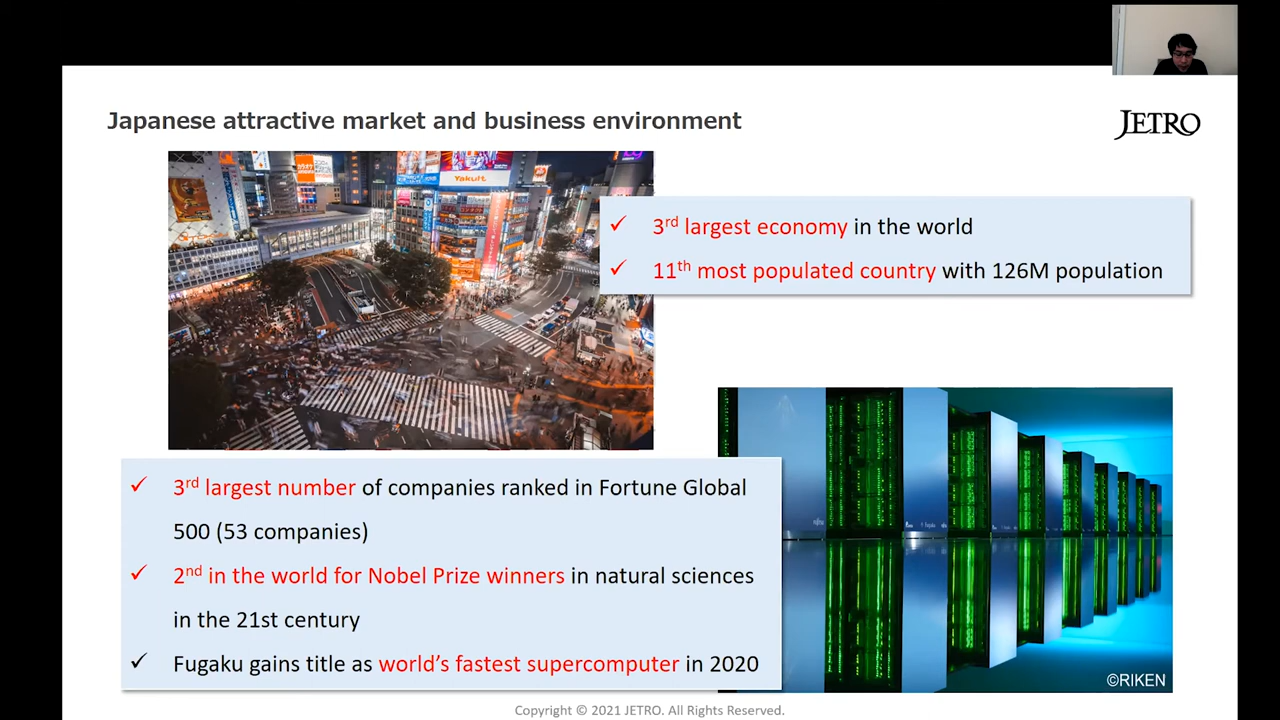 Japanese attractive market and business environment
JETRO
Yakult
✓ 3rd largest economy in the world
✓ 11th most populated country with 126M population
✓ 3rd largest number of companies ranked in Fortune Global
500 (53 companies)
✓ 2nd in the world for Nobel Prize winners in natural sciences
in the 21st century
✓ Fugaku gains title as world's fastest supercomputer in 2020
©RIKEN
Copyright © 2021 JETRO. All Rights Reserved.